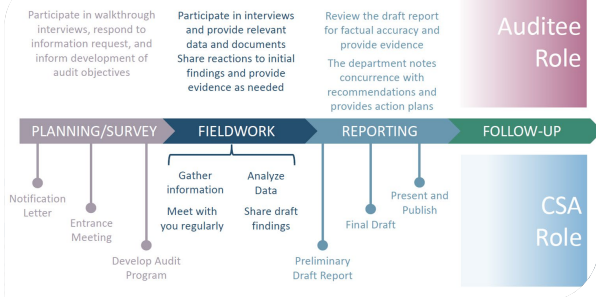 Participate in walkthrough
interviews, respond to
information request, and
inform development of
audit objectives
Participate in interviews
and provide relevant
data and documents
Share reactions to initial
findings and provide
evidence as needed
Review the draft report
for factual accuracy and
provide evidence
The department notes
concurrence with
recommendations and
provides action plans
Auditee
Role
PLANNING/SURVEY
FIELDWORK
REPORTING
FOLLOW-UP
Notification
Letter
Entrance
Meeting
Develop Audit
Program
Gather
information
Analyze
Data
Meet with
you regularly
Share draft
findings
Preliminary
Draft Report
Final Draft
Present and
Publish
CSA
Role